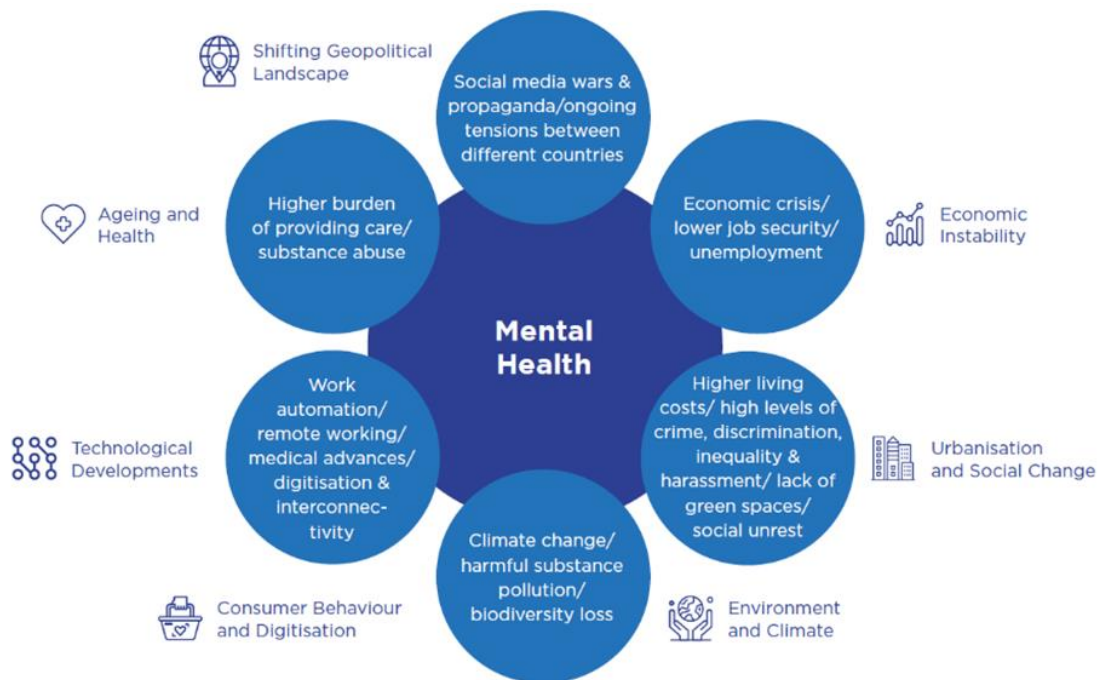 Shifting Geopolitical
Landscape
Social media wars &
propaganda/ongoing
tensions between
different countries
Ageing and
Health
Higher burden
of providing care/
substance abuse
Economic crisis/
lower job security/
unemployment
Economic
Instability
Mental
Health
Technological
Developments
Work
automation/
remote working/
medical advances/
digitisation &
interconnec-
tivity
Higher living
costs/ high levels of
crime, discrimination,
inequality &
harassment/ lack of
green spaces/
social unrest
Urbanisation
and Social Change
Consumer Behaviour
and Digitisation
Climate change/
harmful substance
pollution/
biodiversity loss
Environment
and Climate